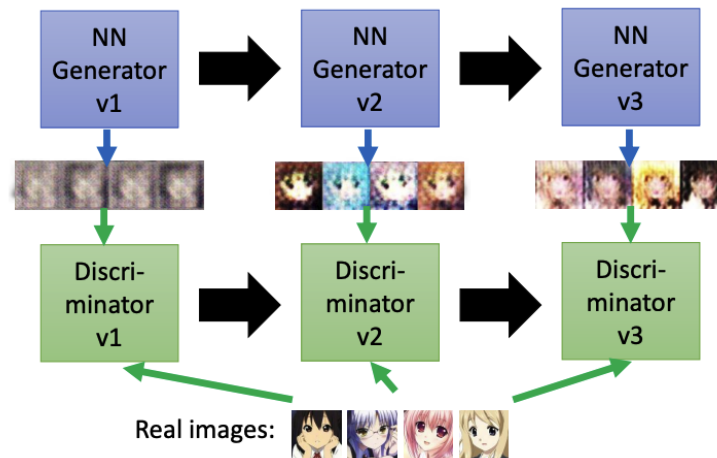 NN
Generator
v1
NN
Generator
v2
NN
Generator
v3
Discri-
minator
v1
Discri-
minator
v2
Discri-
minator
v3
Real images: